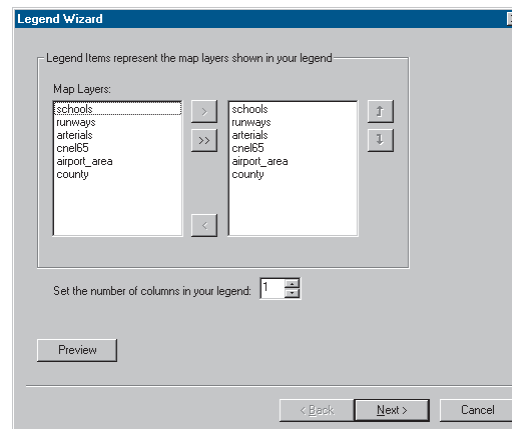 Legend Wizard
Legend Items represent the map layers shown in your legend
Map Layers:
schools
runways
arterials
cnel65
airport_area
county
>
>>
<
schools
runways
arterials
cnel65
airport_area
county
Set the number of columns in your legend: 1
Preview
< Back Next > Cancel